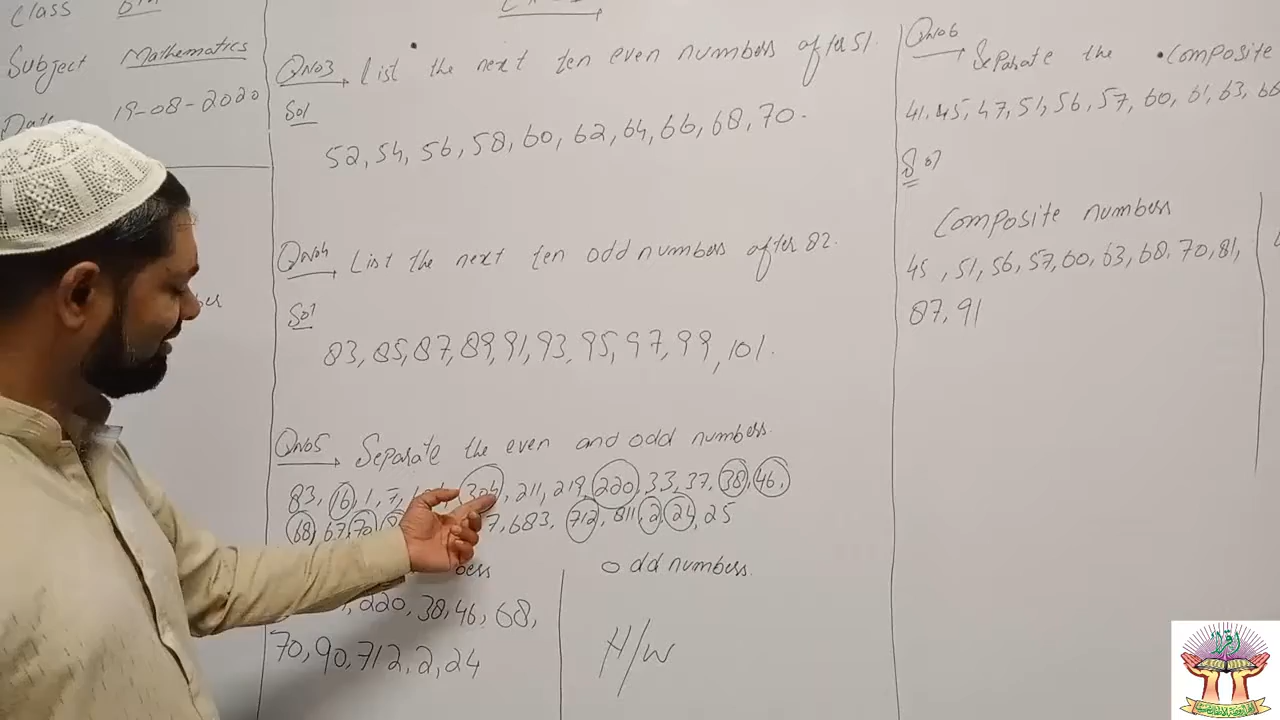 Class 8th
Subject Mathematics
Date 19-08-2020
QNo3 List the next ten even numbers after 51.
Sol
52, 54, 56, 58, 60, 62, 64, 66, 68, 70.
QNo4 List the next ten odd numbers after 82.
Sol
83, 85, 87, 89, 91, 93, 95, 97, 99, 101.
QNo5 Separate the even and odd numbers.
83, 16, 1, 7, 304, 211, 219, 220, 33, 37, 38, 46,
68, 67, 70, 7, 683, 712, 811, 2, 24, 25
odd numbers.
220, 38, 46, 68,
70, 90, 712, 2, 24
H/W
QNo6 Separate the composite
41, 45, 47, 51, 56, 57, 60, 61, 63, 68
Sol
Composite numbers
45, 51, 56, 57, 60, 63, 68, 70, 81,
87, 91
اقرا